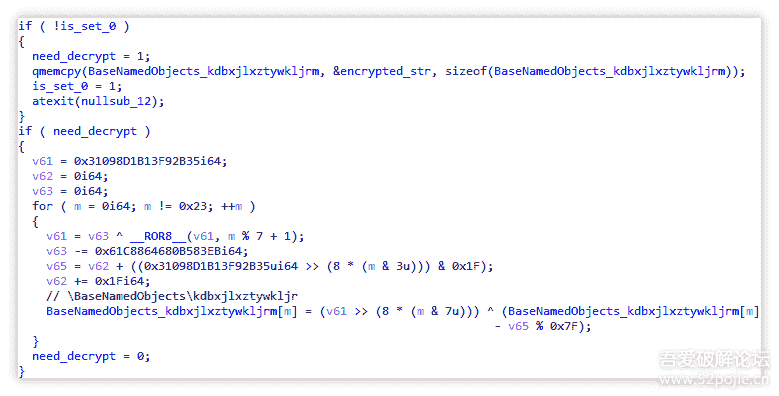 if ( !is_set_0 )
{
  need_decrypt = 1;
  qmemcpy(BaseNamedObjects_kdbxjlxztywkljrm, &encrypted_str, sizeof(BaseNamedObjects_kdbxjlxztywkljrm));
  is_set_0 = 1;
  atexit(nullsub_12);
}
if ( need_decrypt )
{
  v61 = 0x31098D1B13F92B35i64;
  v62 = 0i64;
  v63 = 0i64;
  for ( m = 0i64; m != 0x23; ++m )
  {
    v61 = v63 ^ __ROR8__(v61, m % 7 + 1);
    v63 -= 0x61C8864680B583EBi64;
    v65 = v62 + ((0x31098D1B13F92B35ui64 >> (8 * (m & 3u))) & 0x1F);
    v62 += 0x1Fi64;
    // \BaseNamedObjects\kdbxjlxztywkljr
    BaseNamedObjects_kdbxjlxztywkljrm[m] = (v61 >> (8 * (m & 7u))) ^ (BaseNamedObjects_kdbxjlxztywkljrm[m]
                                                                    - v65 % 0x7F);
  }
  need_decrypt = 0;
}
吾爱破解论坛
www.52pojie.cn